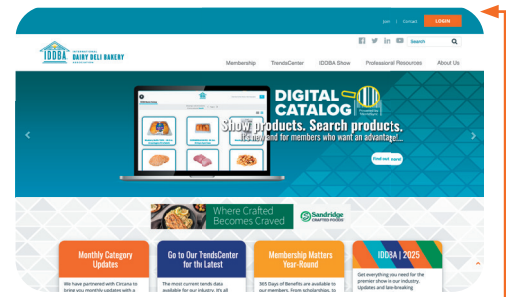 Join | Contact LOGIN
Search
IDDBA INTERNATIONAL
DAIRY DELI BAKERY
ASSOCIATION
Membership TrendsCenter IDDBA Show Professional Resources About Us
DIGITAL
CATALOG
Show products. Search products.
It's new and for members who want an advantage!...
Find out more!
Where Crafted
Becomes Craved
Sandridge
CRAFTED FOODS
Monthly Category
Updates
We have partnered with Circana to
bring you monthly updates with a
Go to Our TrendsCenter
for th Latest
The most current tends data
available for our industry. It's all
Membership Matters
Year-Round
365 Days of Benefits are available to
our members. From scholarships, to
IDDBA | 2025
Get everything you need for the
premier show in our industry.
Updates and late-breaking